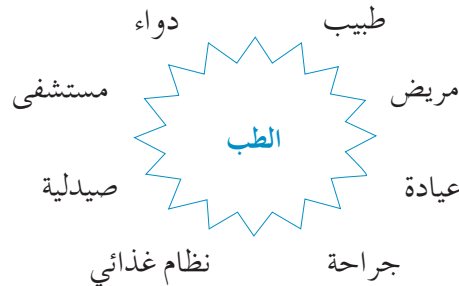 طبيب
دواء
مريض
مستشفى
الطب
عيادة
صيدلية
جراحة
نظام غذائي